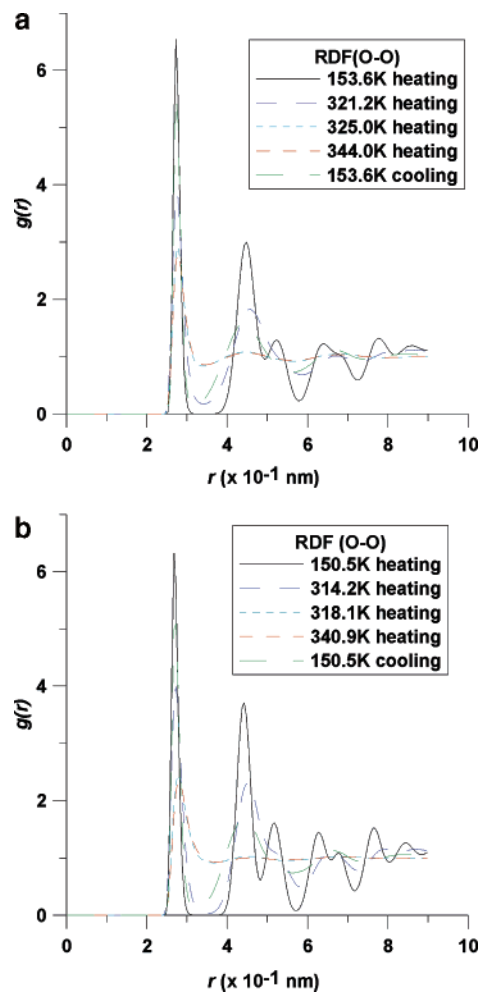 a
RDF(O-O)
153.6K heating
321.2K heating
325.0K heating
344.0K heating
153.6K cooling
6
4
2
0
g(r)
0 2 4 6 8 10
r (x 10-1 nm)
b
RDF (O-O)
150.5K heating
314.2K heating
318.1K heating
340.9K heating
150.5K cooling
6
4
2
0
g(r)
0 2 4 6 8 10
r (x 10-1 nm)